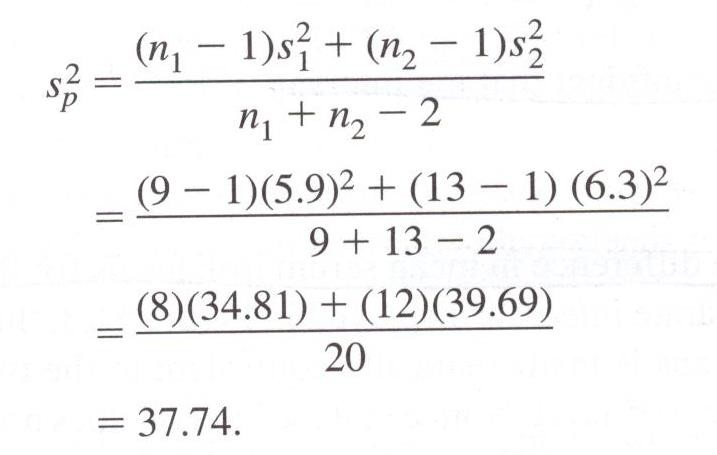 s_p^2 = \frac{(n_1 - 1)s_1^2 + (n_2 - 1)s_2^2}{n_1 + n_2 - 2}
= \frac{(9 - 1)(5.9)^2 + (13 - 1) (6.3)^2}{9 + 13 - 2}
= \frac{(8)(34.81) + (12)(39.69)}{20}
= 37.74.